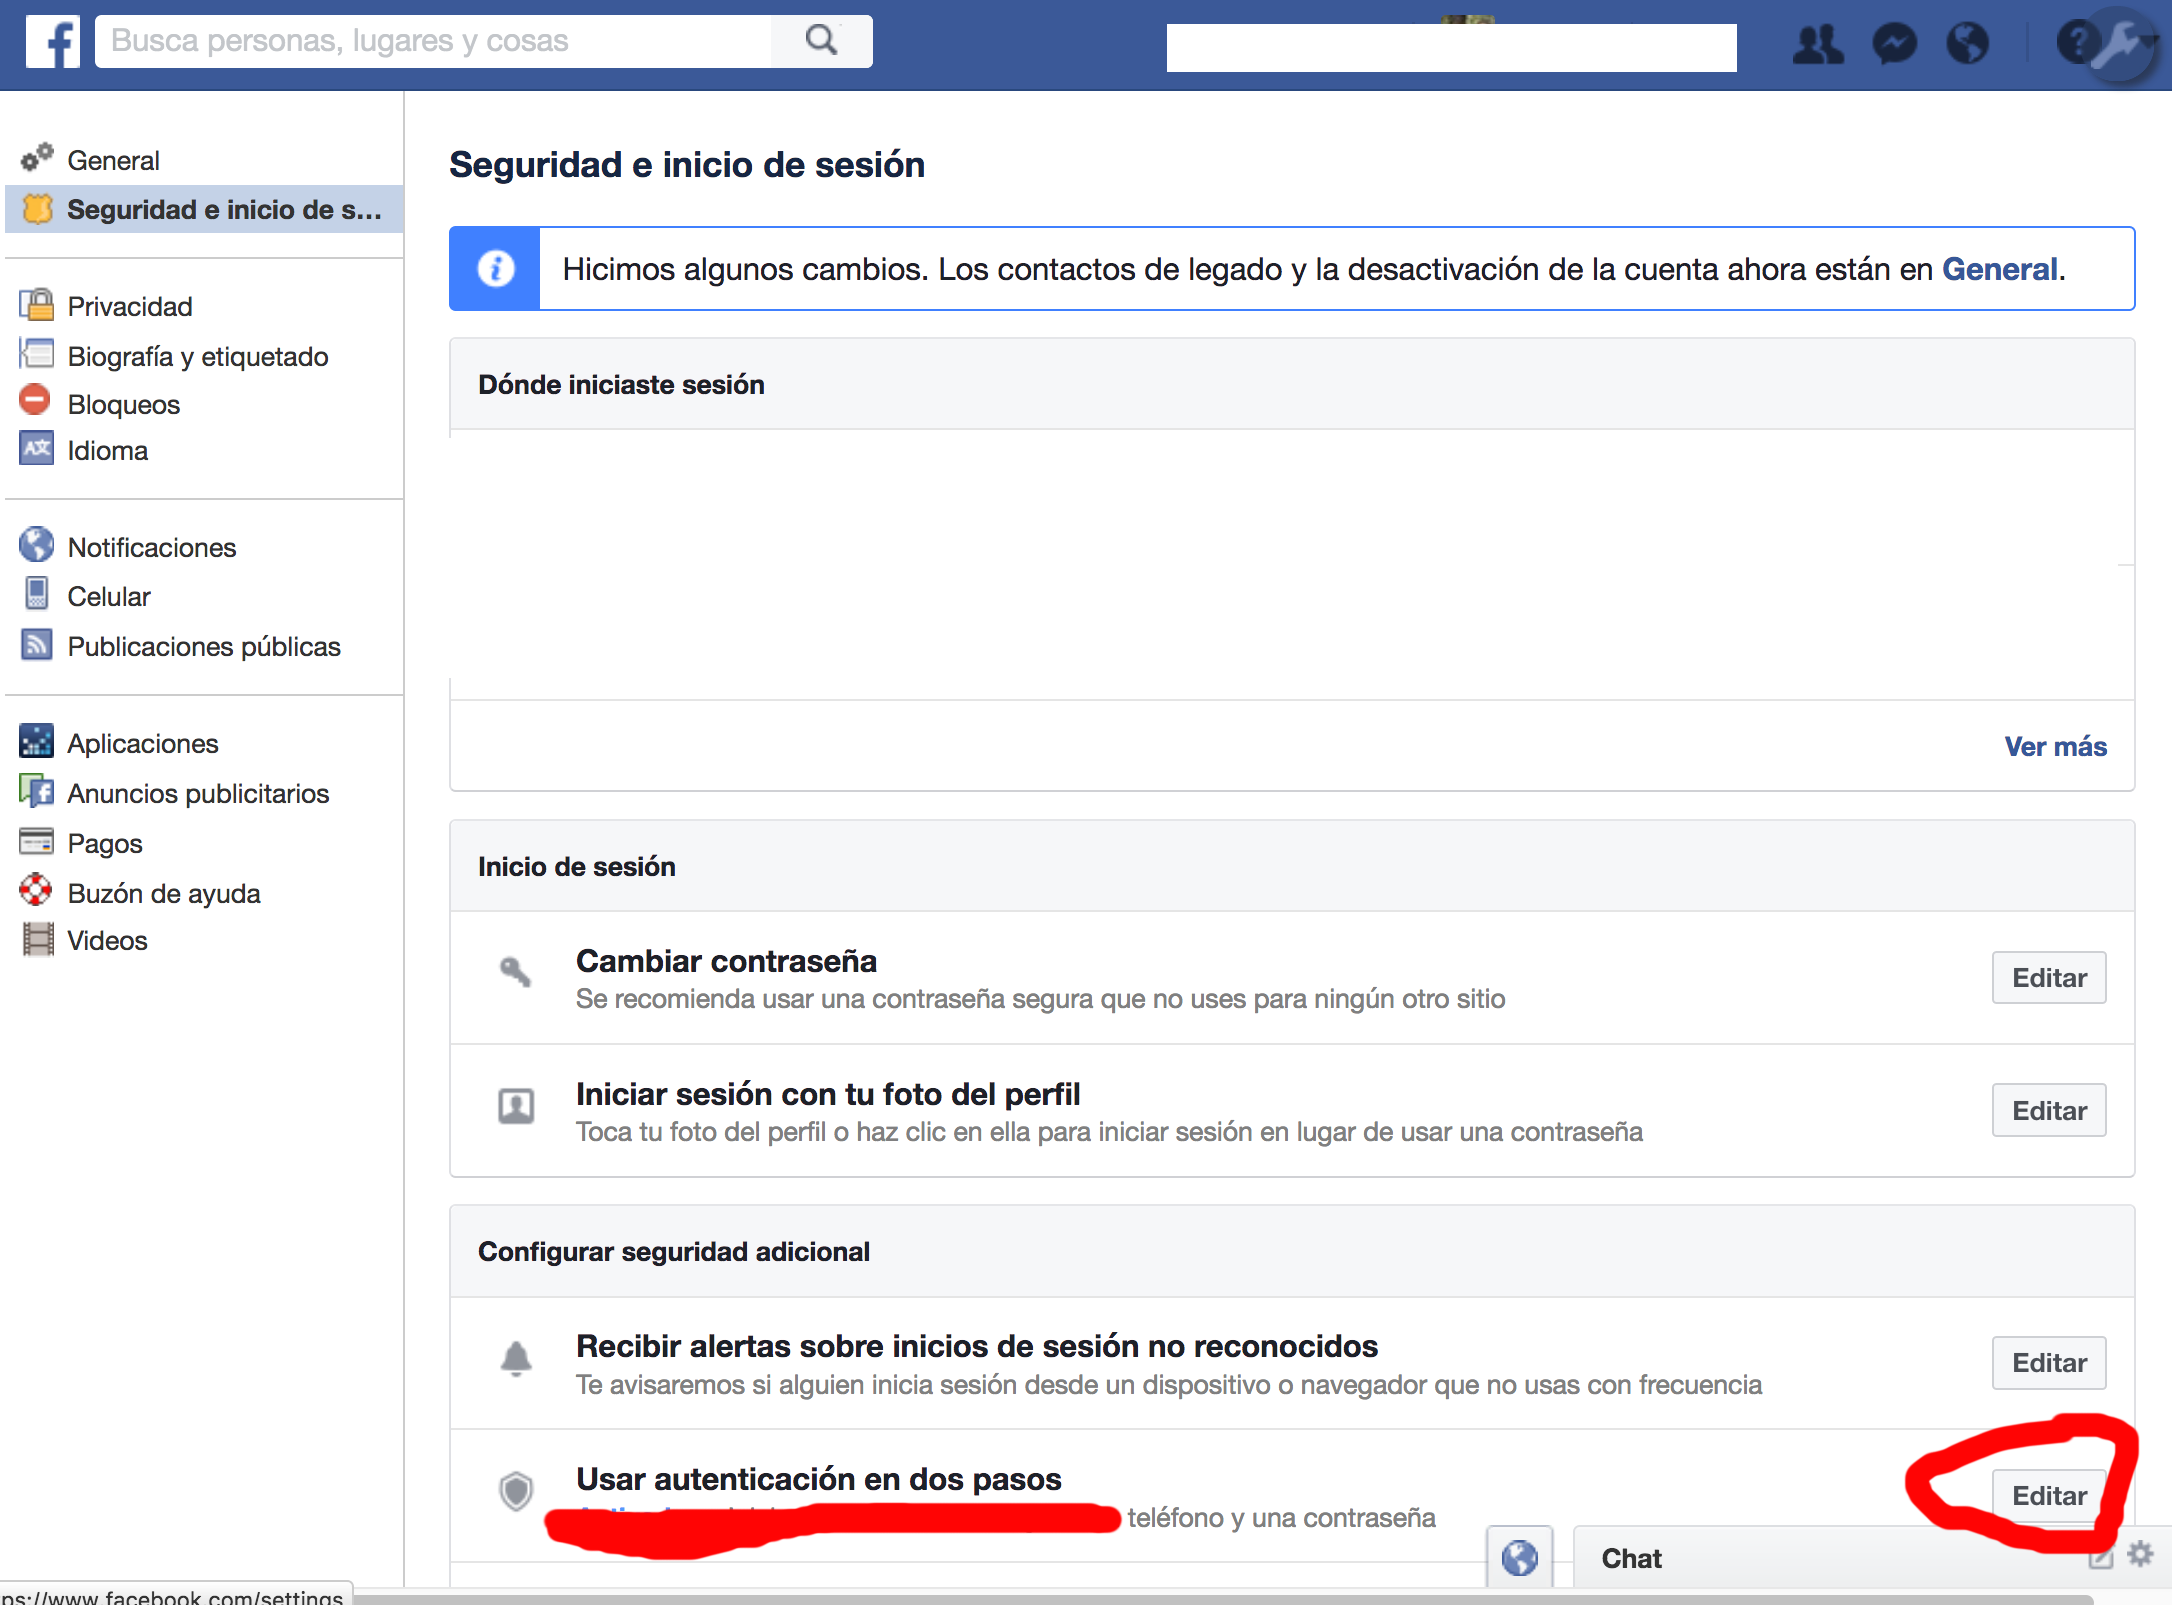 f
Busca personas, lugares y cosas
General
Seguridad e inicio de s...
Privacidad
Biografía y etiquetado
Bloqueos
Idioma
Notificaciones
Celular
Publicaciones públicas
Aplicaciones
Anuncios publicitarios
Pagos
Buzón de ayuda
Videos
Seguridad e inicio de sesión
Hicimos algunos cambios. Los contactos de legado y la desactivación de la cuenta ahora están en General.
Dónde iniciaste sesión
Ver más
Inicio de sesión
Cambiar contraseña
Se recomienda usar una contraseña segura que no uses para ningún otro sitio
Editar
Iniciar sesión con tu foto del perfil
Toca tu foto del perfil o haz clic en ella para iniciar sesión en lugar de usar una contraseña
Editar
Configurar seguridad adicional
Recibir alertas sobre inicios de sesión no reconocidos
Te avisaremos si alguien inicia sesión desde un dispositivo o navegador que no usas con frecuencia
Editar
Usar autenticación en dos pasos
teléfono y una contraseña
Editar
Chat
ps://www.facebook.com/settings